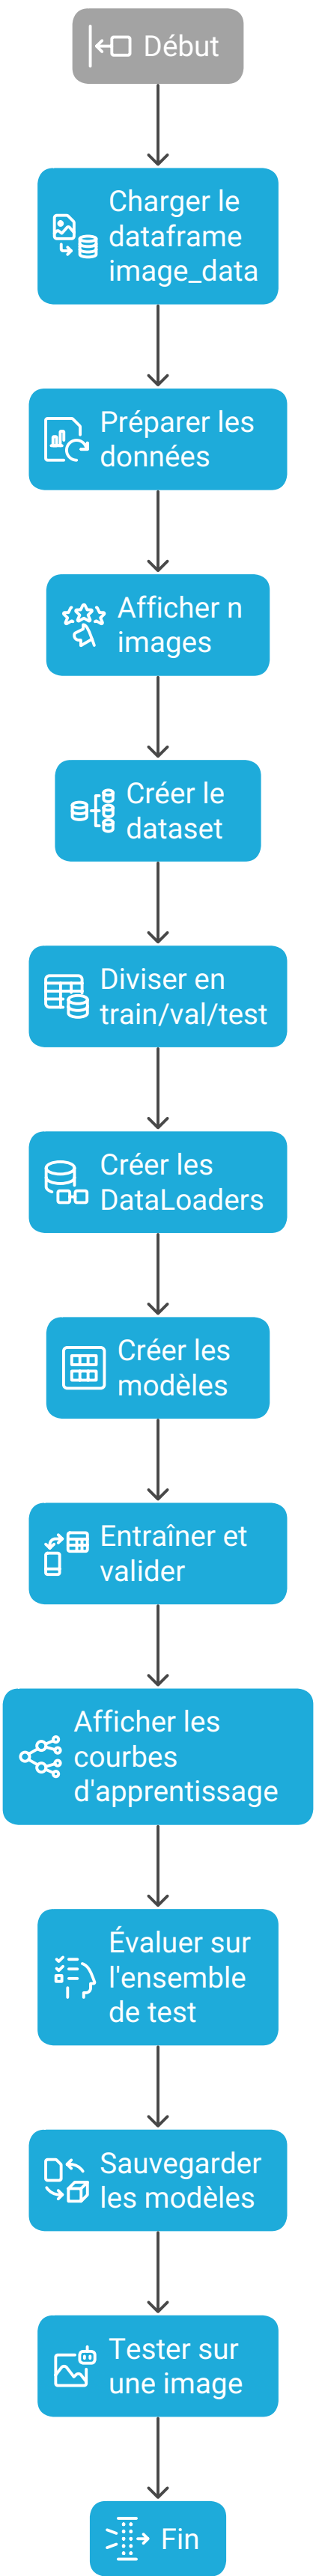 Début
Charger le
dataframe
image_data
Préparer les
données
Afficher n
images
Créer le
dataset
Diviser en
train/val/test
Créer les
DataLoaders
Créer les
modèles
Entraîner et
valider
Afficher les
courbes
d'apprentissage
Évaluer sur
l'ensemble
de test
Sauvegarder
les modèles
Tester sur
une image
Fin